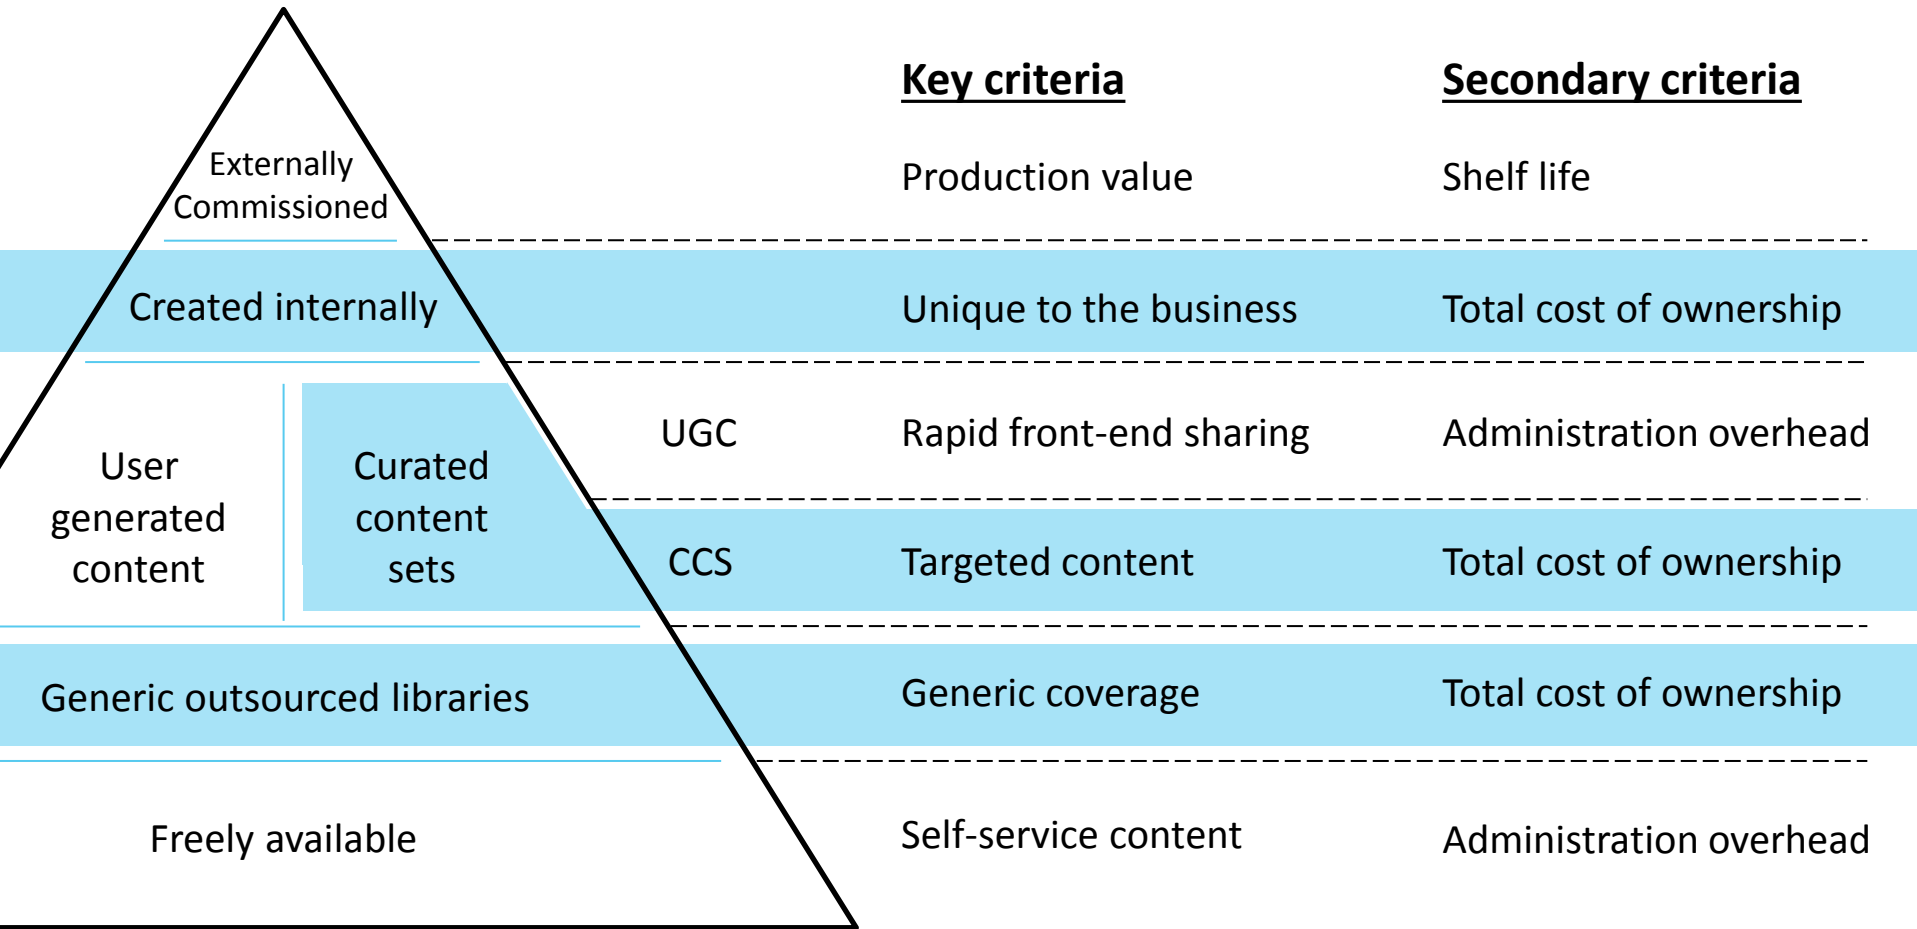 Key criteria
Secondary criteria
Externally
Commissioned
Production value
Shelf life
Created internally
Unique to the business
Total cost of ownership
User
generated
content
Curated
content
sets
UGC
Rapid front-end sharing
Administration overhead
CCS
Targeted content
Total cost of ownership
Generic outsourced libraries
Generic coverage
Total cost of ownership
Freely available
Self-service content
Administration overhead